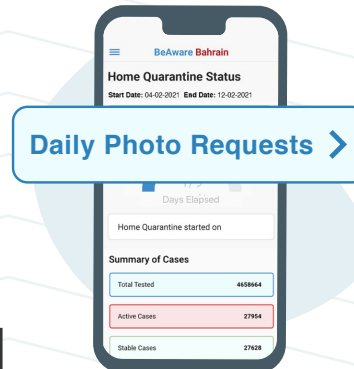 BeAware Bahrain
Home Quarantine Status
Start Date: 04-02-2021 End Date: 12-02-2021
Daily Photo Requests
Days Elapsed
Home Quarantine started on
Summary of Cases
Total Tested 4658664
Active Cases 27954
Stable Cases 27628